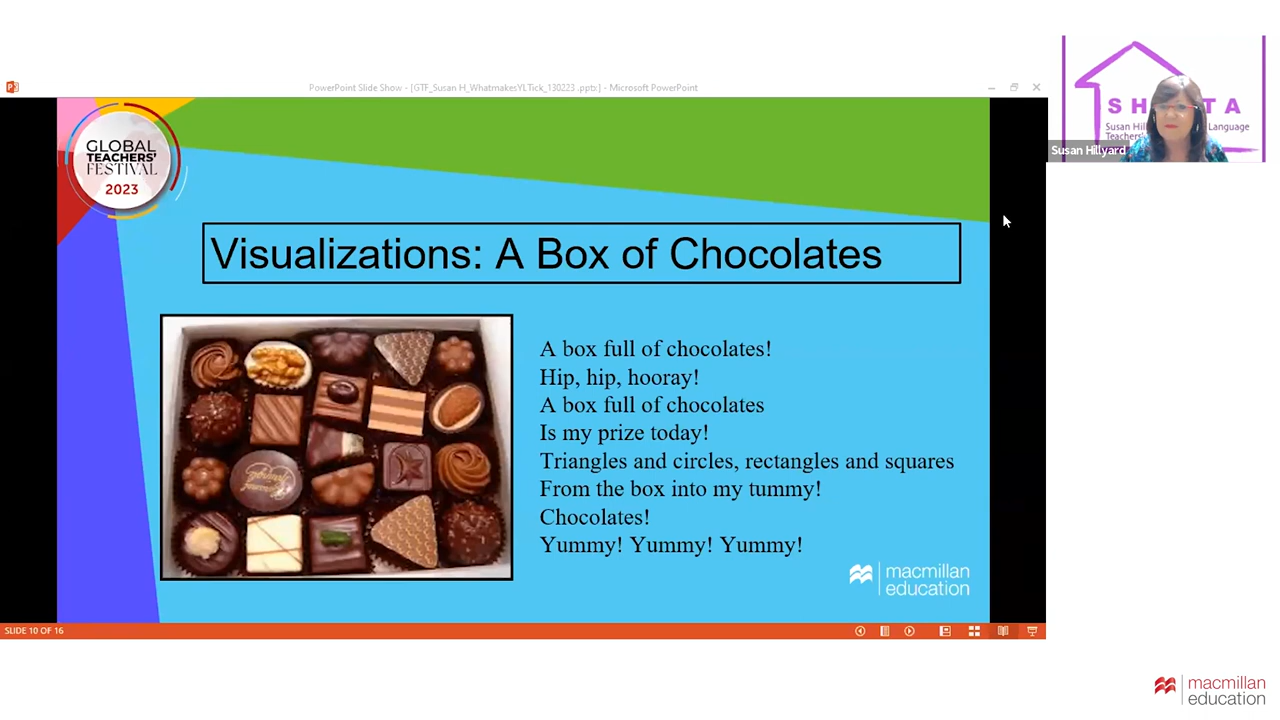 PowerPoint Slide Show - [GTF_Susan H_WhatmakesYLTick_130223 .pptx] - Microsoft PowerPoint
GLOBAL
TEACHERS'
FESTIVAL
2023
Visualizations: A Box of Chocolates
A box full of chocolates!
Hip, hip, hooray!
A box full of chocolates
Is my prize today!
Triangles and circles, rectangles and squares
From the box into my tummy!
Chocolates!
Yummy! Yummy! Yummy!
macmillan
education
SLIDE 10 OF 16
S H T A
Susan Hil Language
Teachers'
Susan Hillyard
macmillan
education